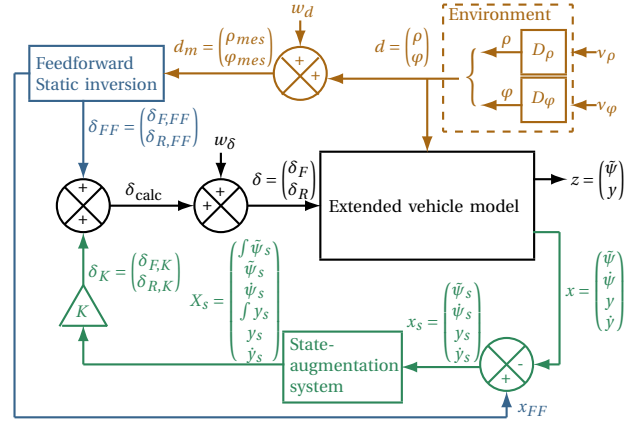 Environment
w_d
d_m = (ρ_mes
φ_mes)
d = (ρ
φ)
ρ
D_ρ
ν_ρ
φ
D_φ
ν_φ
+
+
Feedforward
Static inversion
δ_FF = (δ_F,FF
δ_R,FF)
w_δ
+
+
δ_calc
+
+
δ = (δ_F
δ_R)
Extended vehicle model
z = (ψ̃
y)
δ_K = (δ_F,K
δ_R,K)
K
X_s = (∫ψ̃_s
ψ̃_s
ψ̇_s
∫y_s
y_s
ẏ_s)
State-
augmentation
system
x_s = (ψ̃_s
ψ̇_s
y_s
ẏ_s)
-
+
x = (ψ̃
ψ̇
y
ẏ)
x_FF